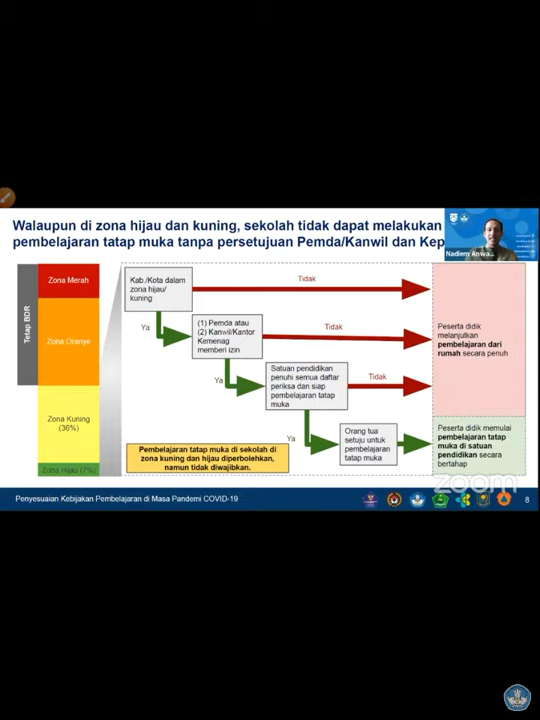 Walaupun di zona hijau dan kuning, sekolah tidak dapat melakukan
pembelajaran tatap muka tanpa persetujuan Pemda/Kanwil dan Kep
Nadiem Anwa...
Tetap BDR
Zona Merah
Zona Oranye
Zona Kuning
(36%)
Zona Hijau (7%)
Kab./Kota dalam
zona hijau/
kuning
Tidak
Ya
(1) Pemda atau
(2) Kanwil/Kantor
Kemenag
memberi izin
Tidak
Ya
Satuan pendidikan
penuhi semua daftar
periksa dan siap
pembelajaran tatap
muka
Tidak
Ya
Orang tua
setuju untuk
pembelajaran
tatap muka
Peserta didik
melanjutkan
pembelajaran dari
rumah secara penuh
Peserta didik memulai
pembelajaran tatap
muka di satuan
pendidikan secara
bertahap
Pembelajaran tatap muka di sekolah di
zona kuning dan hijau diperbolehkan,
namun tidak diwajibkan.
zoom
Penyesuaian Kebijakan Pembelajaran di Masa Pandemi COVID-19
8